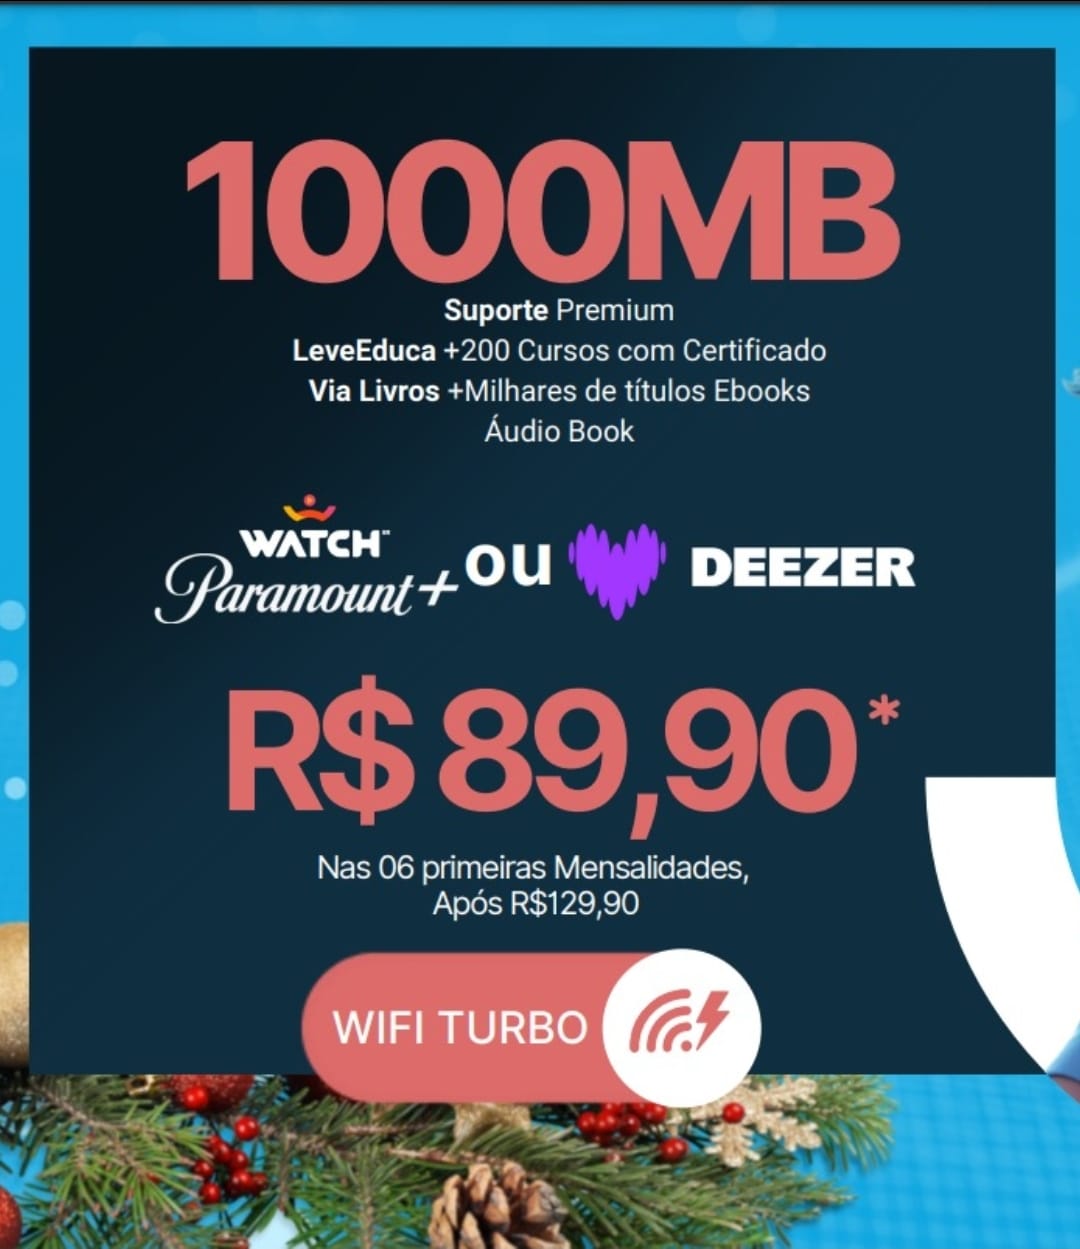 1000MB
Suporte Premium
LeveEduca +200 Cursos com Certificado
Via Livros +Milhares de títulos Ebooks
Áudio Book
WATCH™
Paramount+ ou DEEZER
R$ 89,90*
Nas 06 primeiras Mensalidades,
Após R$129,90
WIFI TURBO